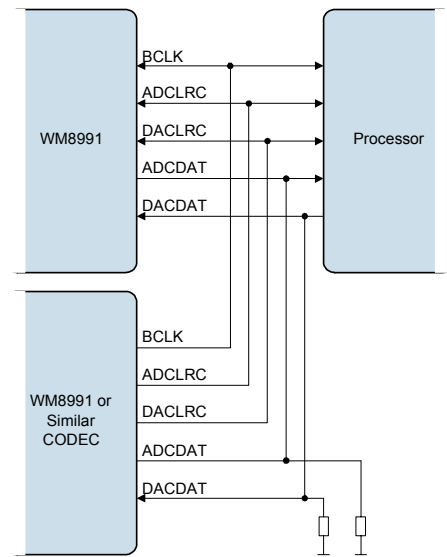 BCLK
ADCLRC
WM8991
DACLRC
Processor
ADCDAT
DACDAT
BCLK
ADCLRC
WM8991 or
Similar
CODEC
DACLRC
ADCDAT
DACDAT